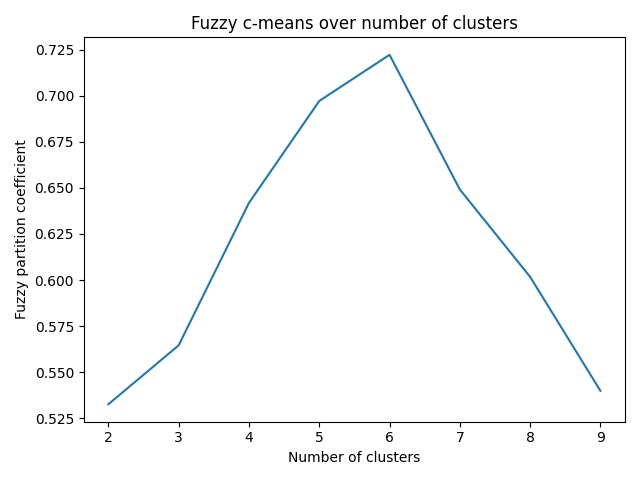 Fuzzy c-means over number of clusters
Fuzzy partition coefficient
0.725
0.700
0.675
0.650
0.625
0.600
0.575
0.550
0.525
2 3 4 5 6 7 8 9
Number of clusters